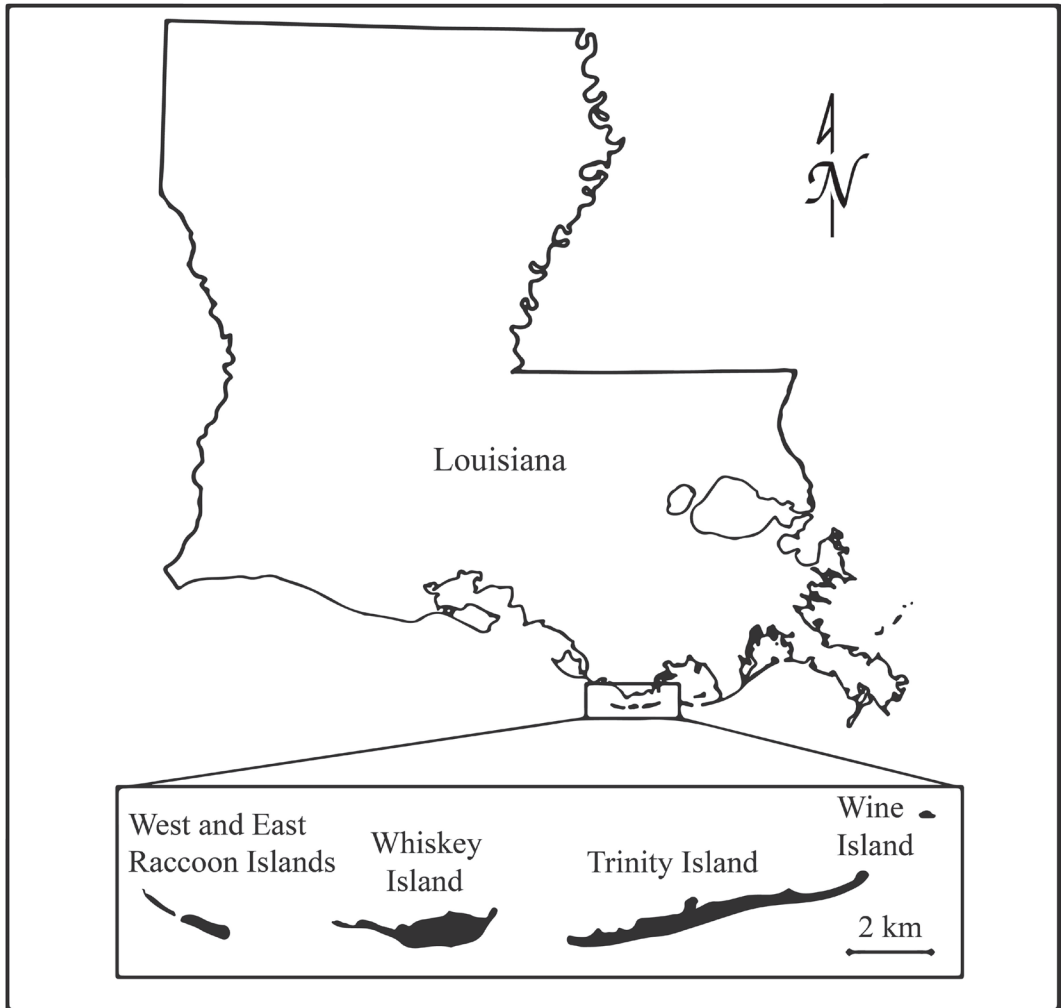 N
Louisiana
West and East
Raccoon Islands
Whiskey
Island
Trinity Island
Wine
Island
2 km